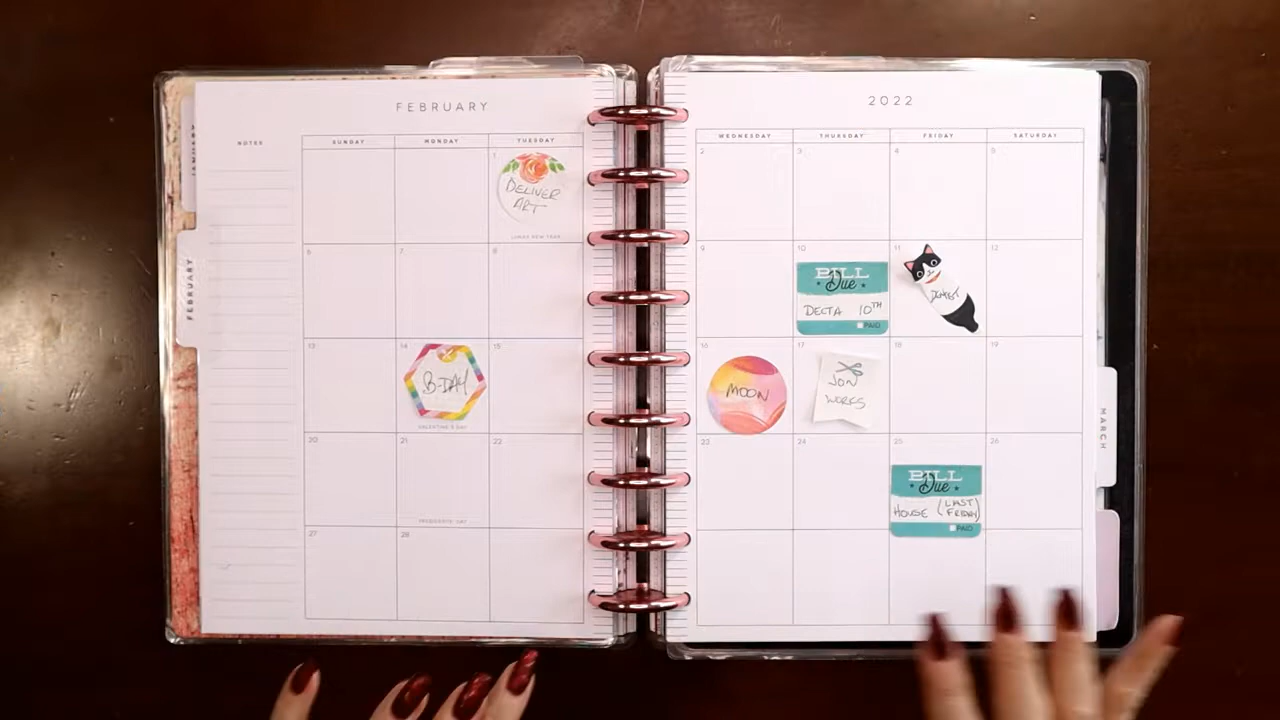 FEBRUARY
2022
JANUARY
FEBRUARY
MARCH
NOTES
SUNDAY MONDAY TUESDAY WEDNESDAY THURSDAY FRIDAY SATURDAY
1 2 3 4 5
DELIVER
ART
LUNAR NEW YEAR
6 7 8 9 10 11 12
BILL
Due
DECTA 10TH
PAID
13 14 15 16 17 18 19
B-DAY
VALENTINE'S DAY
MOON
JON
WORKS
20 21 22 23 24 25 26
PRESIDENTS' DAY
BILL
Due
HOUSE (LAST
FRIDAY)
PAID
27 28